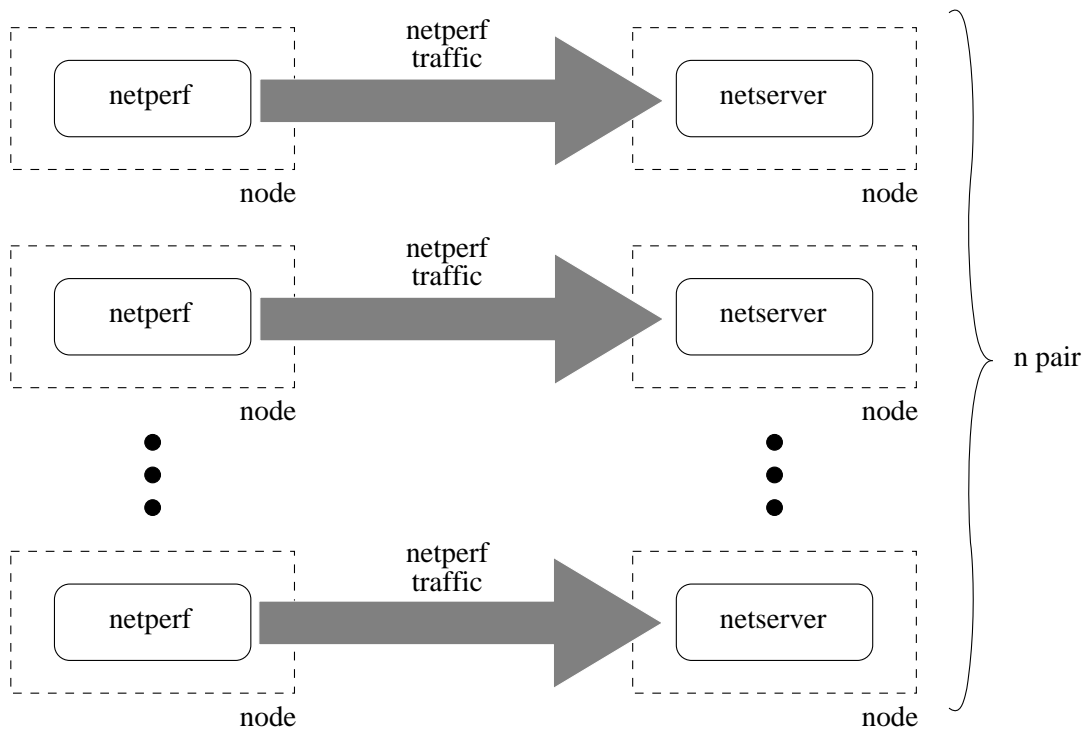 netperf
traffic
netperf
netserver
node
node
netperf
traffic
netperf
netserver
n pair
node
node
netperf
traffic
netperf
netserver
node
node